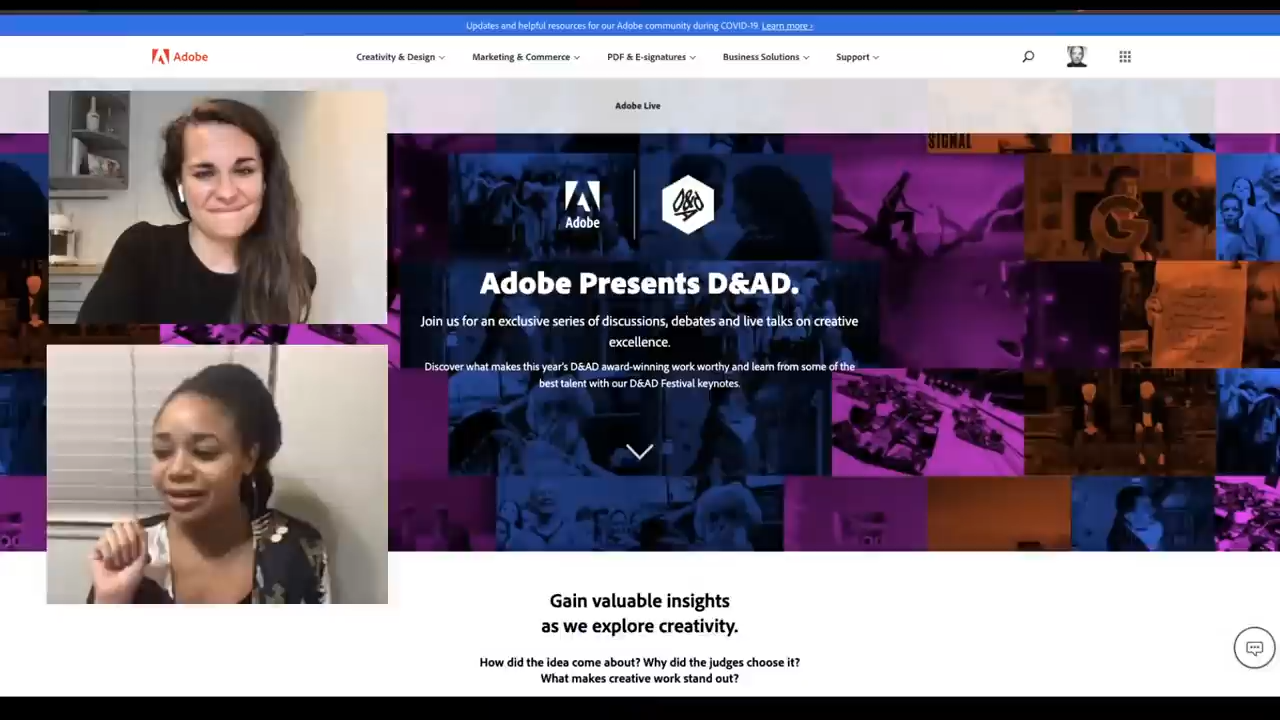 Updates and helpful resources for our Adobe community during COVID-19. Learn more ›
Adobe
Creativity & Design
Marketing & Commerce
PDF & E-signatures
Business Solutions
Support
Adobe Live
SIGNAL
G
Adobe
D&AD
Adobe Presents D&AD.
Join us for an exclusive series of discussions, debates and live talks on creative
excellence.
Discover what makes this year's D&AD award-winning work worthy and learn from some of the
best talent with our D&AD Festival keynotes.
Gain valuable insights
as we explore creativity.
How did the idea come about? Why did the judges choose it?
What makes creative work stand out?